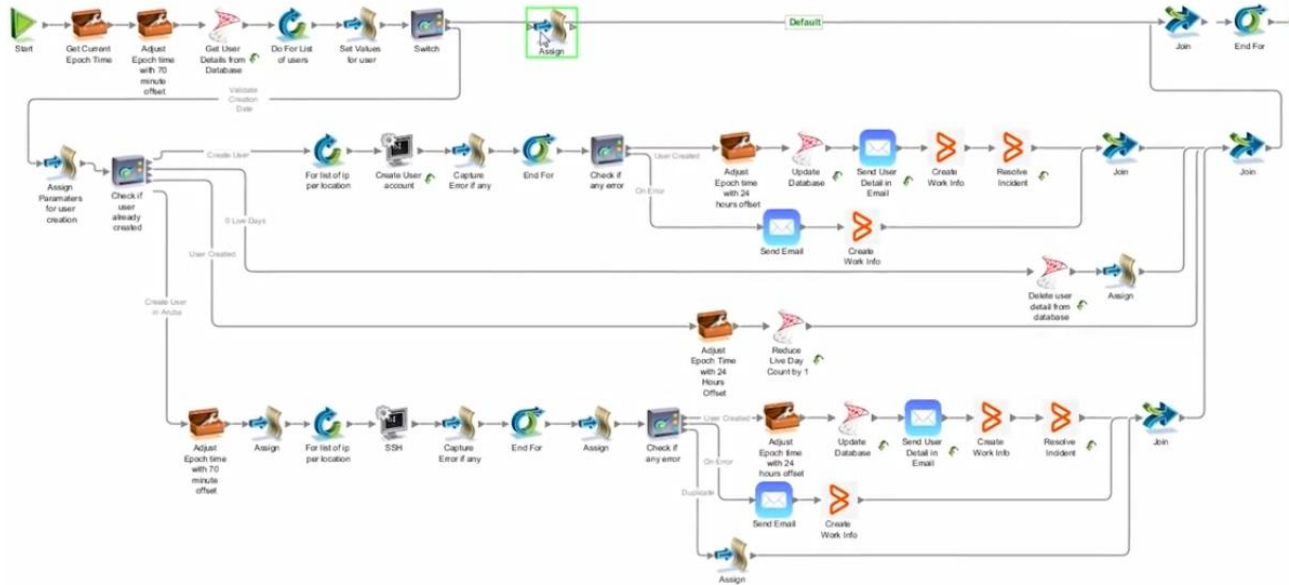 Default
Start
Get Current
Epoch Time
Adjust
Epoch time
with 70
minute
offset
Get User
Details from
Database
Do For List
of users
Set Values
for user
Switch
Assign
Join
End For
Validate
Creation
Date
Assign
Paramaters
for user
creation
Check if
user
already
created
Create User
0 Live Days
User Created
Create User
in Aruba
For list of ip
per location
Create User
account
Capture
Error if any
End For
Check if
any error
User Created
On Error
Adjust
Epoch time
with 24
hours offset
Update
Database
Send User
Detail in
Email
Create
Work Info
Resolve
Incident
Join
Join
Send Email
Create
Work Info
Delete user
detail from
database
Assign
Adjust
Epoch Time
with 24
Hours
Offset
Reduce
Live Day
Count by 1
Adjust
Epoch time
with 70
minute
offset
Assign
For list of ip
per location
SSH
Capture
Error if any
End For
Assign
Check if
any error
User Created
On Error
Duplicate
Adjust
Epoch time
with 24
hours offset
Update
Database
Send User
Detail in
Email
Create
Work Info
Resolve
Incident
Join
Send Email
Create
Work Info
Assign